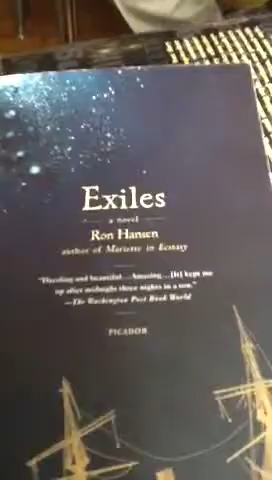 Exiles
a novel
Ron Hansen
author of Mariette in Ecstasy
"Dazzling and beautiful... Amazing... [It] kept me
up after midnight three nights in a row."
—The Washington Post Book World
PICADOR